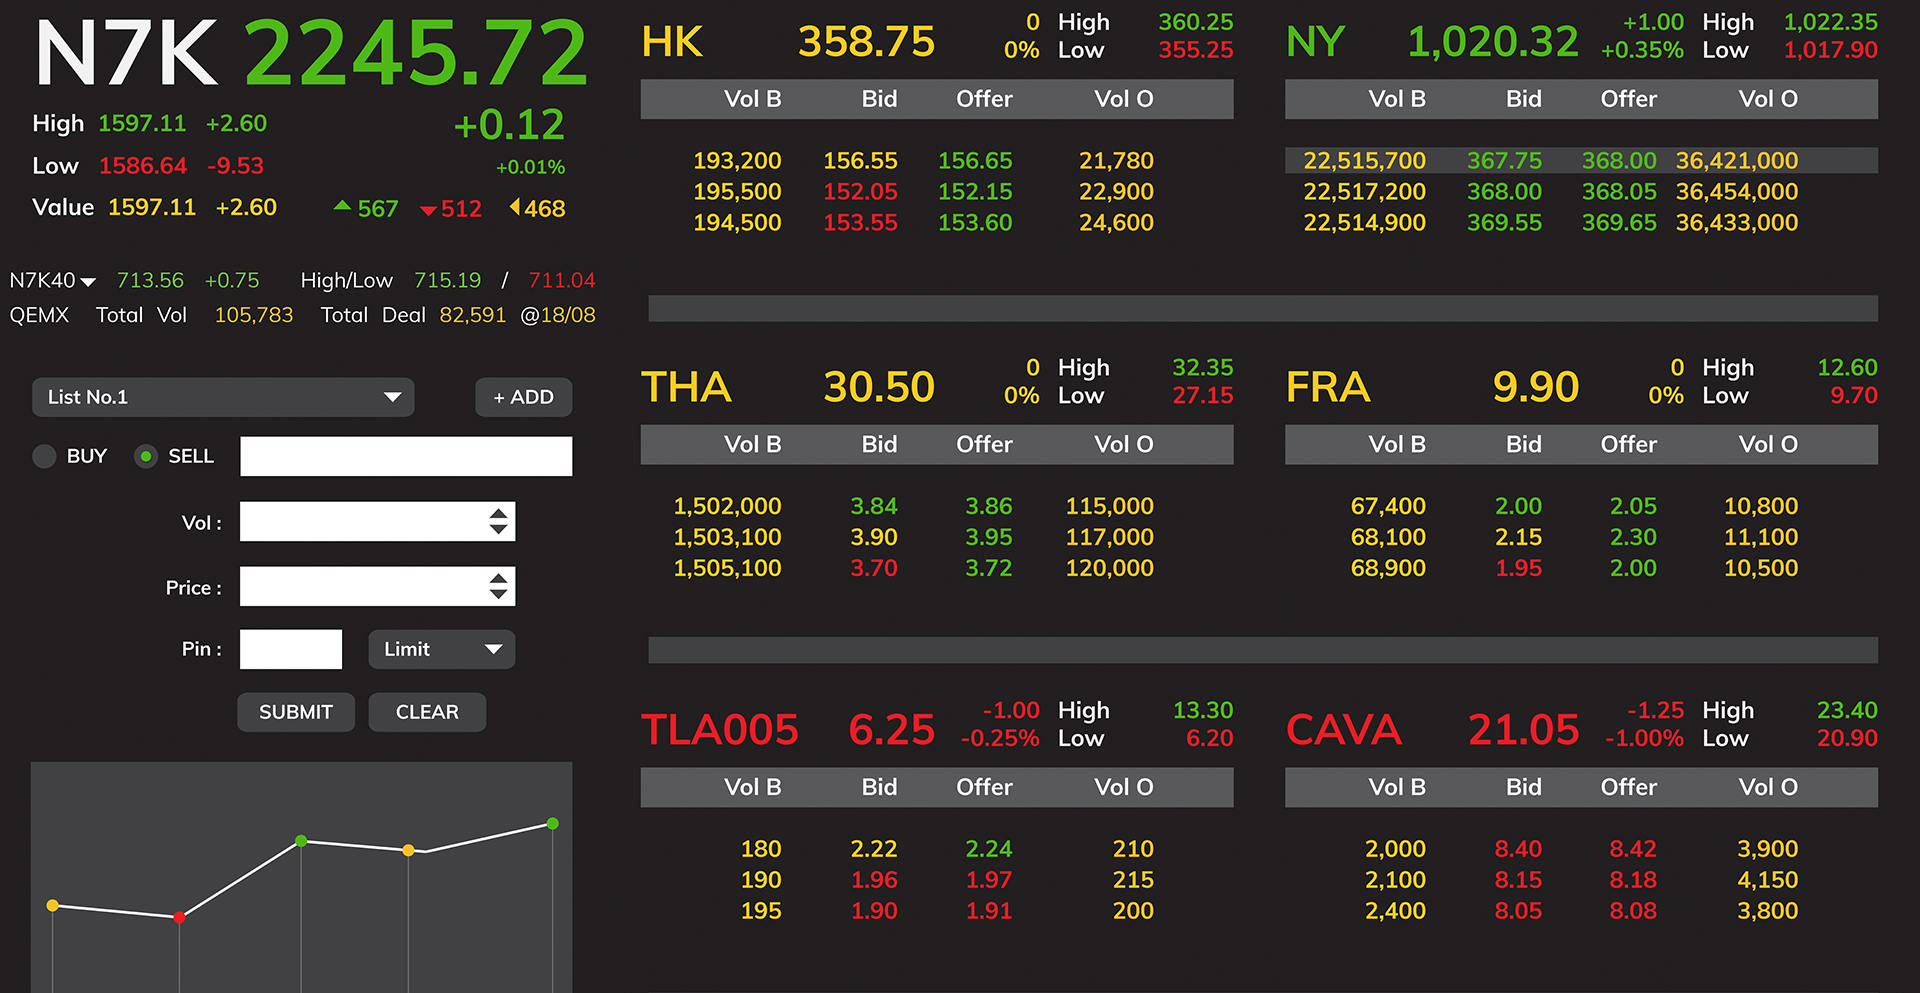 N7K 2245.72
High 1597.11 +2.60 +0.12
Low 1586.64 -9.53 +0.01%
Value 1597.11 +2.60 567 512 468
N7K40 713.56 +0.75 High/Low 715.19 / 711.04
QEMX Total Vol 105,783 Total Deal 82,591 @18/08
List No.1 + ADD
BUY SELL
Vol :
Price :
Pin : Limit
SUBMIT CLEAR
HK 358.75 0 High 360.25
0% Low 355.25
Vol B Bid Offer Vol O
193,200 156.55 156.65 21,780
195,500 152.05 152.15 22,900
194,500 153.55 153.60 24,600
NY 1,020.32 +1.00 High 1,022.35
+0.35% Low 1,017.90
Vol B Bid Offer Vol O
22,515,700 367.75 368.00 36,421,000
22,517,200 368.00 368.05 36,454,000
22,514,900 369.55 369.65 36,433,000
THA 30.50 0 High 32.35
0% Low 27.15
Vol B Bid Offer Vol O
1,502,000 3.84 3.86 115,000
1,503,100 3.90 3.95 117,000
1,505,100 3.70 3.72 120,000
FRA 9.90 0 High 12.60
0% Low 9.70
Vol B Bid Offer Vol O
67,400 2.00 2.05 10,800
68,100 2.15 2.30 11,100
68,900 1.95 2.00 10,500
TLA005 6.25 -1.00 High 13.30
-0.25% Low 6.20
Vol B Bid Offer Vol O
180 2.22 2.24 210
190 1.96 1.97 215
195 1.90 1.91 200
CAVA 21.05 -1.25 High 23.40
-1.00% Low 20.90
Vol B Bid Offer Vol O
2,000 8.40 8.42 3,900
2,100 8.15 8.18 4,150
2,400 8.05 8.08 3,800